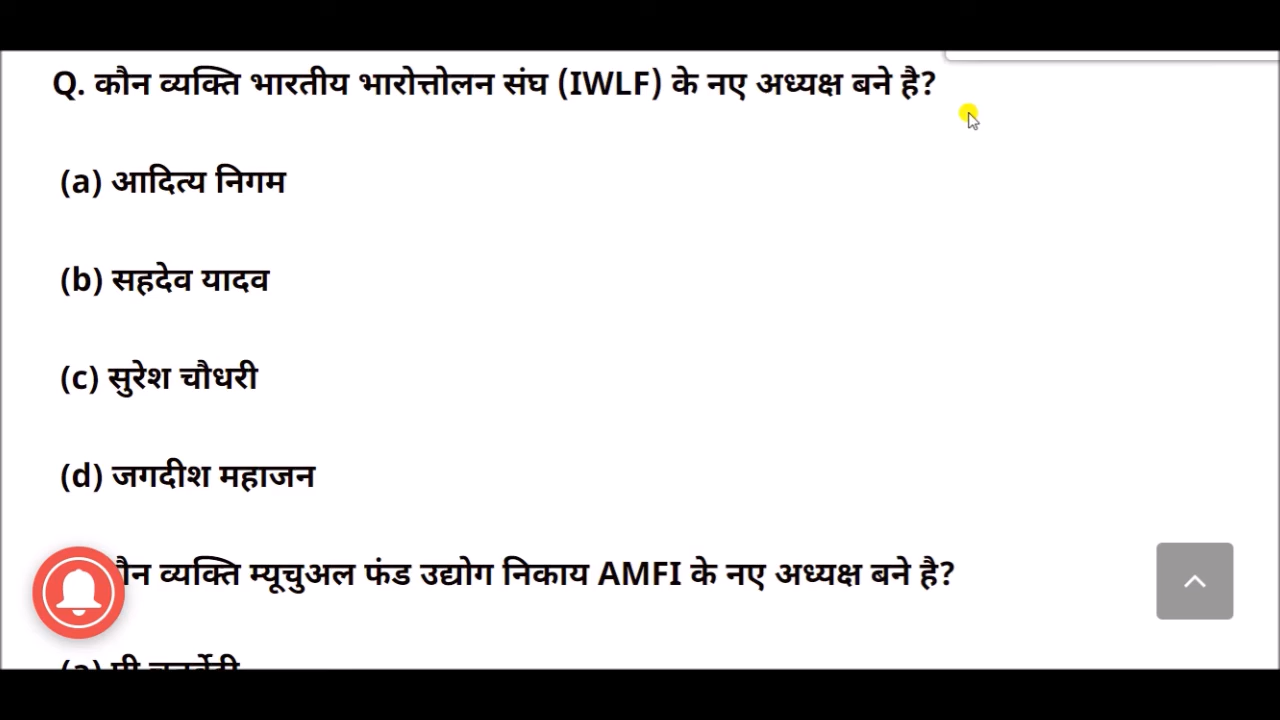 Q. कौन व्यक्ति भारतीय भारोत्तोलन संघ (IWLF) के नए अध्यक्ष बने है?
(a) आदित्य निगम
(b) सहदेव यादव
(c) सुरेश चौधरी
(d) जगदीश महाजन
व्यक्ति म्यूचुअल फंड उद्योग निकाय AMFI के नए अध्यक्ष बने है?